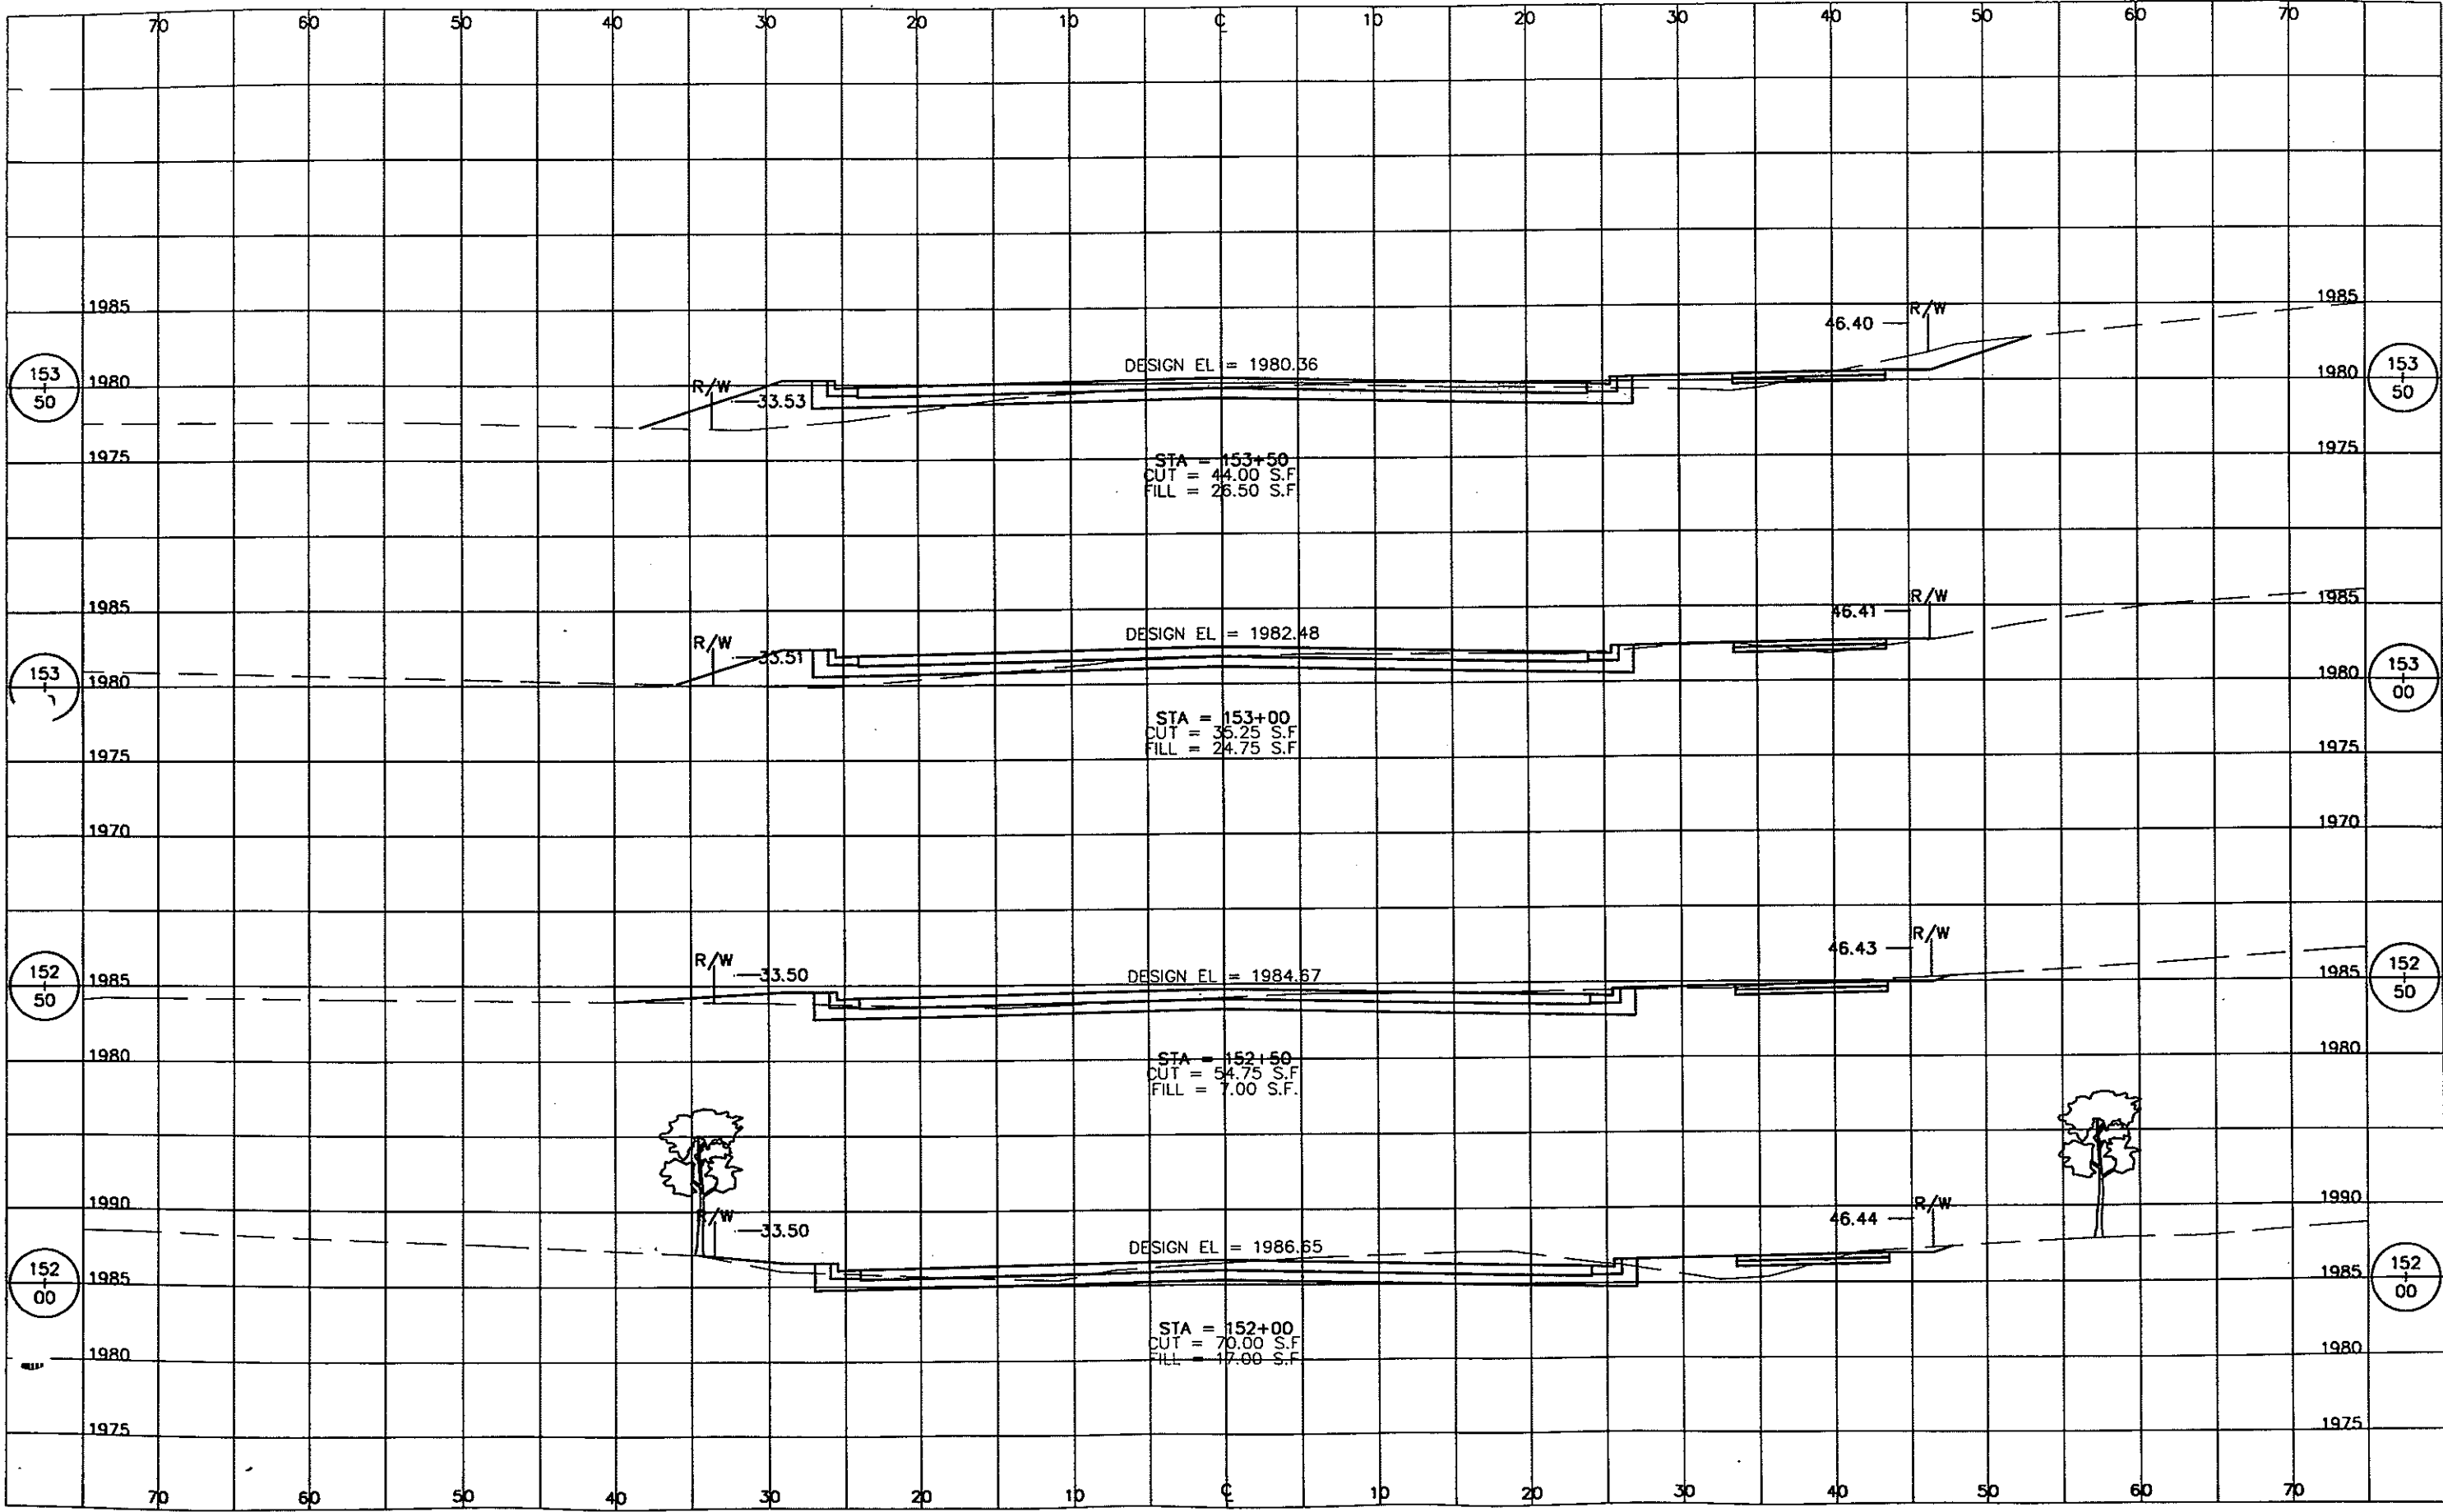 70 60 50 40 30 20 10 ℄ 10 20 30 40 50 60 70
1985 1985
R/W
46.40
DESIGN EL = 1980.36
153
50
1980
R/W
33.53
1980
153
50
1975 1975
STA = 153+50
CUT = 44.00 S.F
FILL = 26.50 S.F
1985 1985
R/W
46.41
DESIGN EL = 1982.48
R/W
33.51
153
1980 1980
153
00
STA = 153+00
CUT = 35.25 S.F
FILL = 24.75 S.F
1975 1975
1970 1970
R/W
46.43
R/W
33.50
DESIGN EL = 1984.67
152
50
1985 1985
152
50
1980 1980
STA = 152+50
CUT = 54.75 S.F
FILL = 7.00 S.F.
1990 1990
R/W
46.44
R/W
33.50
DESIGN EL = 1986.65
152
00
1985 1985
152
00
STA = 152+00
CUT = 70.00 S.F
FILL = 17.00 S.F
1980 1980
1975 1975
70 60 50 40 30 20 10 ℄ 10 20 30 40 50 60 70